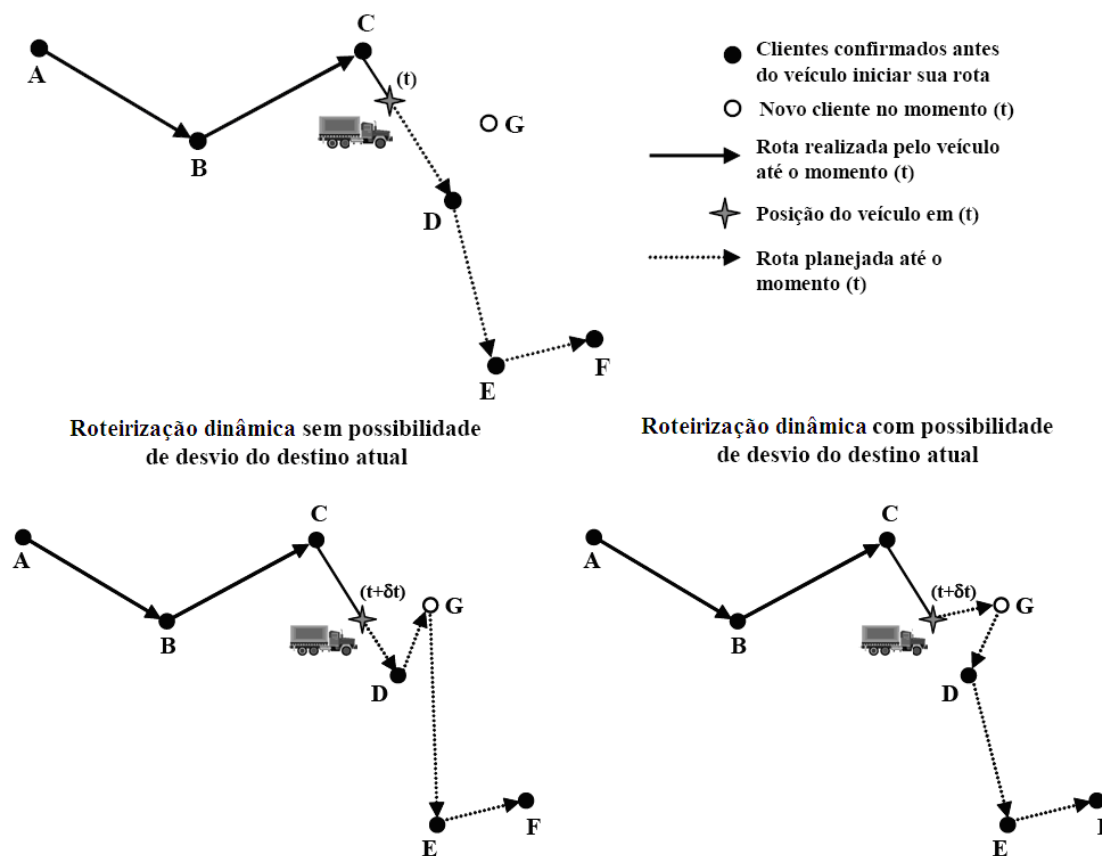 C
A
(t)
G
B
D
E
F
Clientes confirmados antes
do veículo iniciar sua rota
Novo cliente no momento (t)
Rota realizada pelo veículo
até o momento (t)
Posição do veículo em (t)
Rota planejada até o
momento (t)
Roteirização dinâmica sem possibilidade
de desvio do destino atual
C
A
(t+δt)
G
B
D
F
E
Roteirização dinâmica com possibilidade
de desvio do destino atual
C
A
(t+δt)
G
B
D
E